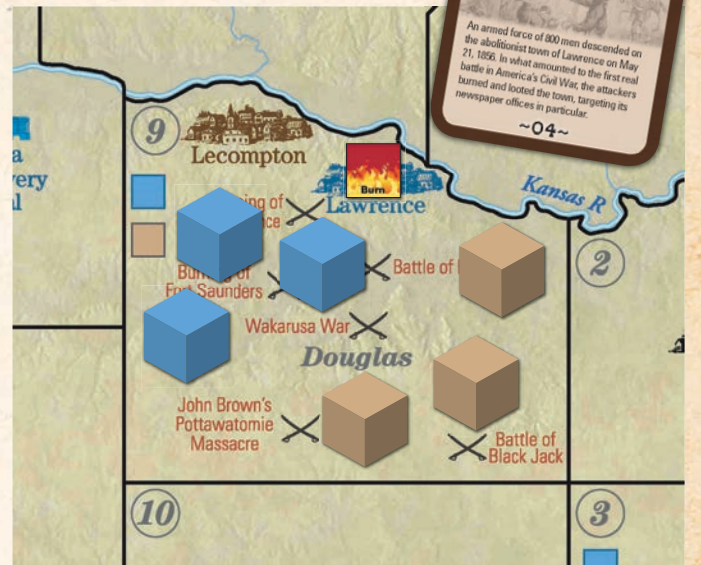 An armed force of 800 men descended on
the abolitionist town of Lawrence on May
21, 1856. In what amounted to the first real
battle in America's Civil War, the attackers
burned and looted the town, targeting its
newspaper offices in particular.
~04~
9
Lecompton
Burn
Lawrence
Kansas R
2
of
Battle of
Fort Saunders
Wakarusa War
Douglas
John Brown's
Pottawatomie
Massacre
Battle of
Black Jack
10
3